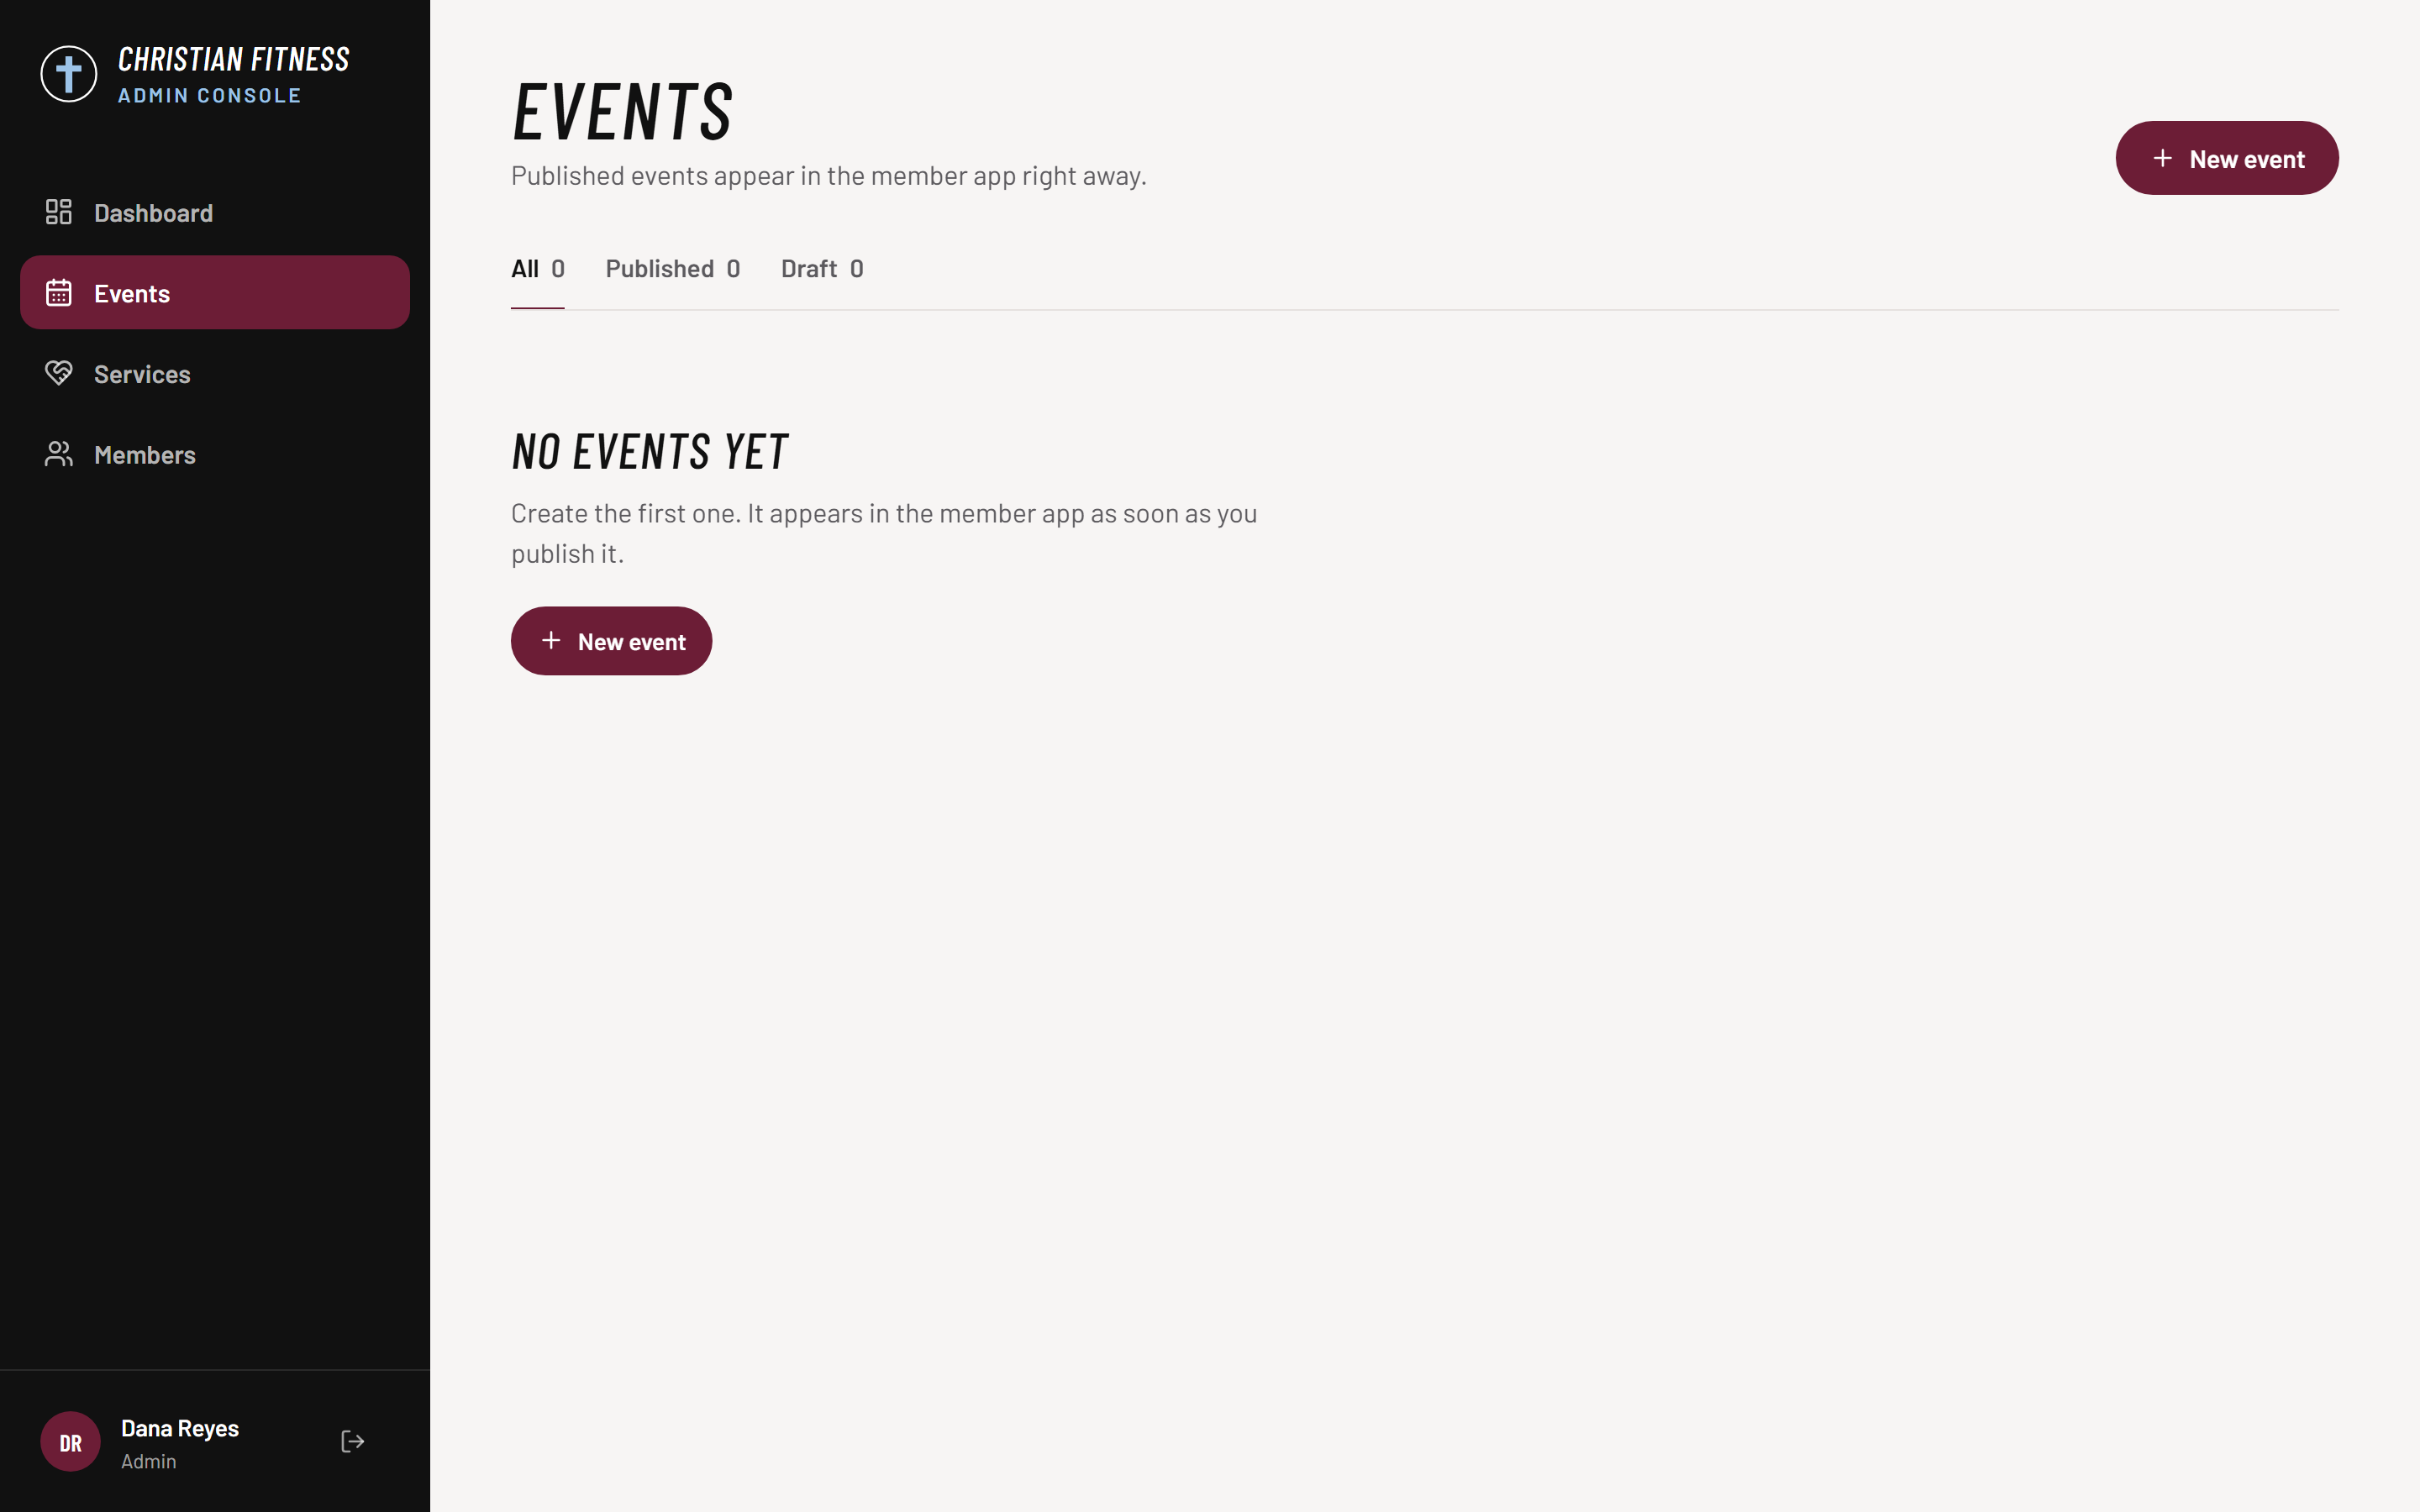 CHRISTIAN FITNESS
ADMIN CONSOLE
Dashboard
Events
Services
Members
Dana Reyes
Admin
DR
EVENTS
Published events appear in the member app right away.
New event
All 0
Published 0
Draft 0
NO EVENTS YET
Create the first one. It appears in the member app as soon as you
publish it.
New event